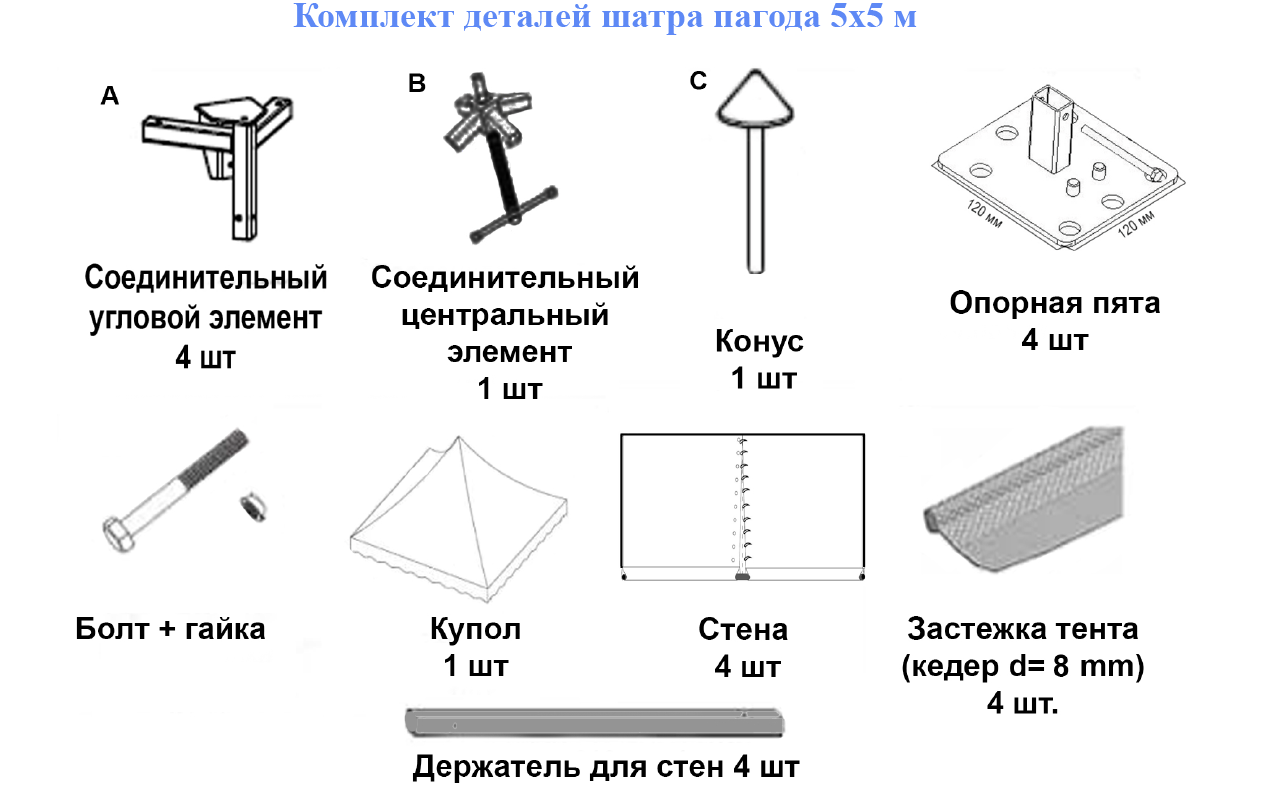 Комплект деталей шатра пагода 5х5 м
A
B
C
120 мм
120 мм
Соединительный
угловой элемент
4 шт
Соединительный
центральный
элемент
1 шт
Конус
1 шт
Опорная пята
4 шт
Болт + гайка
Купол
1 шт
Стена
4 шт
Застежка тента
(кедер d= 8 mm)
4 шт.
Держатель для стен 4 шт